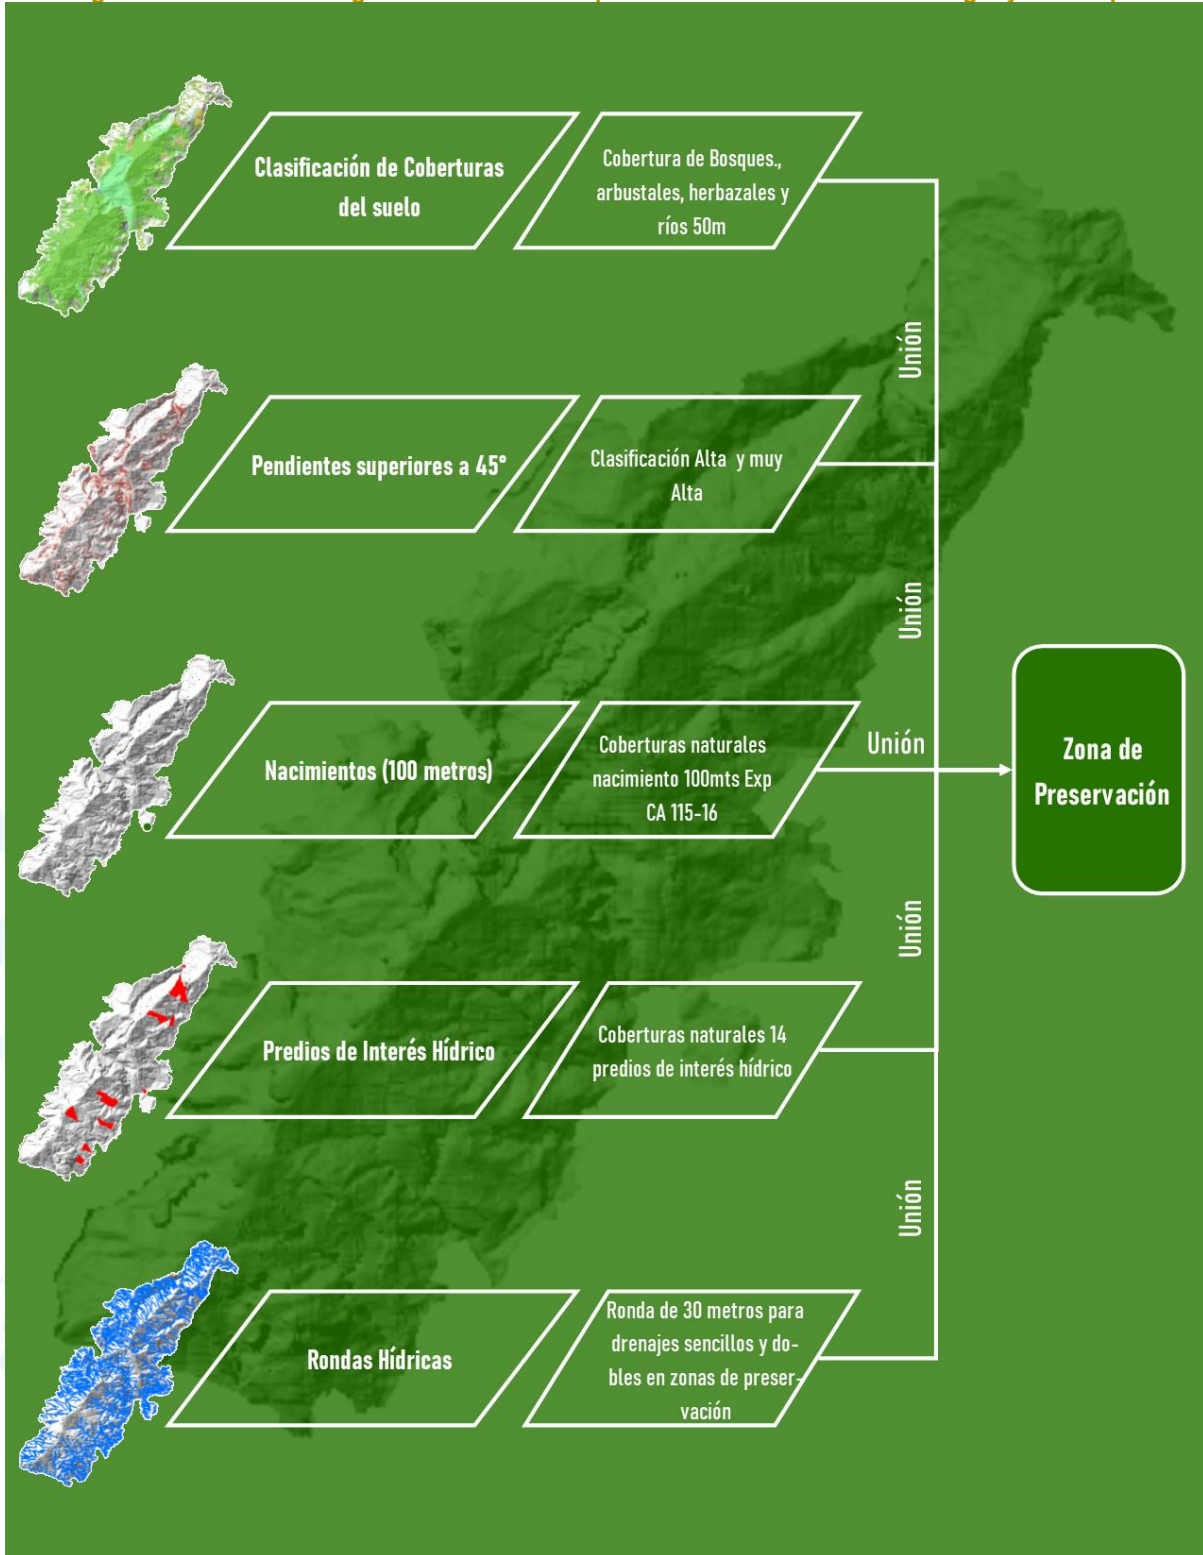 Clasificación de Coberturas
del suelo
Cobertura de Bosques.,
arbustales, herbazales y
ríos 50m
Unión
Pendientes superiores a 45°
Clasificación Alta y muy
Alta
Unión
Nacimientos (100 metros)
Coberturas naturales
nacimiento 100mts Exp
CA 115-16
Unión
Zona de
Preservación
Unión
Predios de Interés Hídrico
Coberturas naturales 14
predios de interés hídrico
Unión
Rondas Hídricas
Ronda de 30 metros para
drenajes sencillos y do-
bles en zonas de preser-
vación